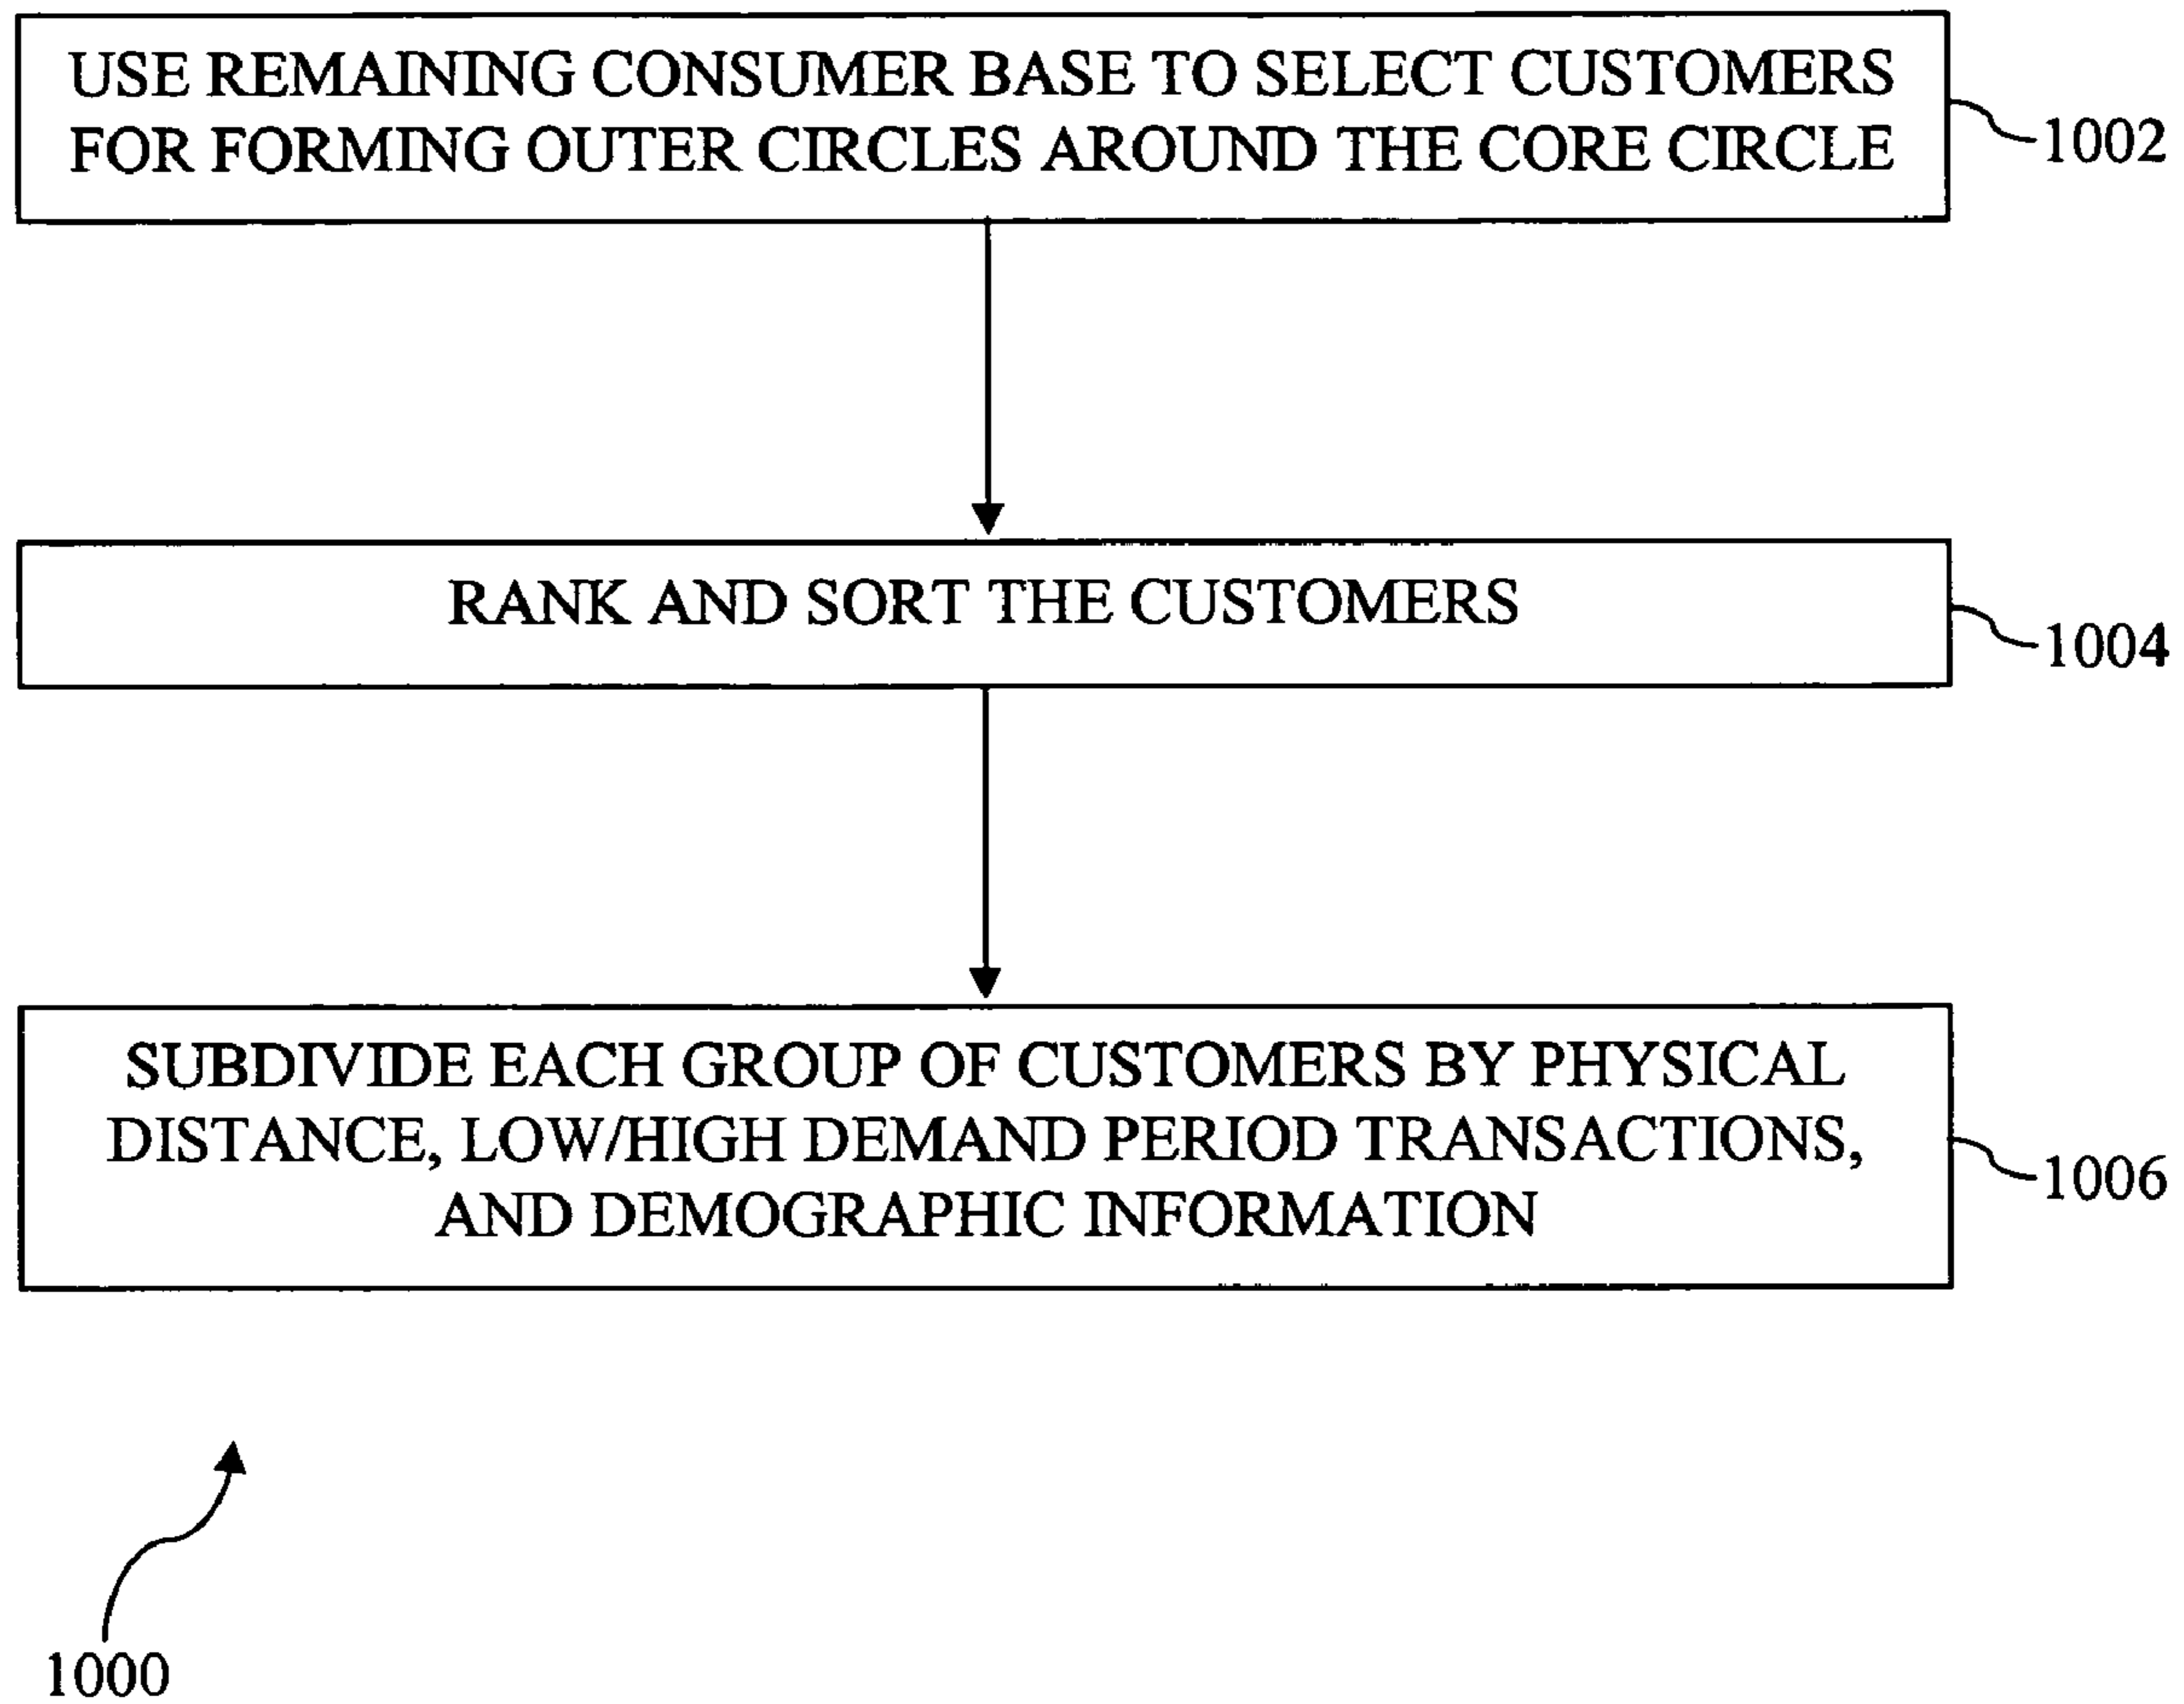 USE REMAINING CONSUMER BASE TO SELECT CUSTOMERS
FOR FORMING OUTER CIRCLES AROUND THE CORE CIRCLE
1002
RANK AND SORT THE CUSTOMERS
1004
SUBDIVIDE EACH GROUP OF CUSTOMERS BY PHYSICAL
DISTANCE, LOW/HIGH DEMAND PERIOD TRANSACTIONS,
AND DEMOGRAPHIC INFORMATION
1006
1000